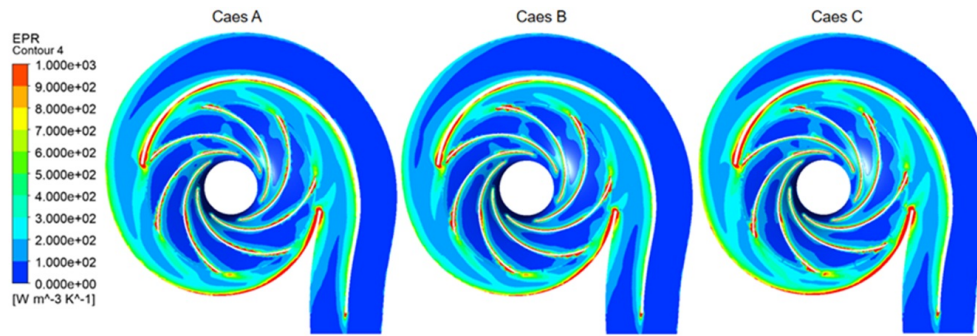 Caes A
Caes B
Caes C
EPR
Contour 4
1.000e+03
9.000e+02
8.000e+02
7.000e+02
6.000e+02
5.000e+02
4.000e+02
3.000e+02
2.000e+02
1.000e+02
0.000e+00
[W m^-3 K^-1]